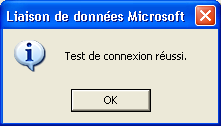 Liaison de données Microsoft
Test de connexion réussi.
OK